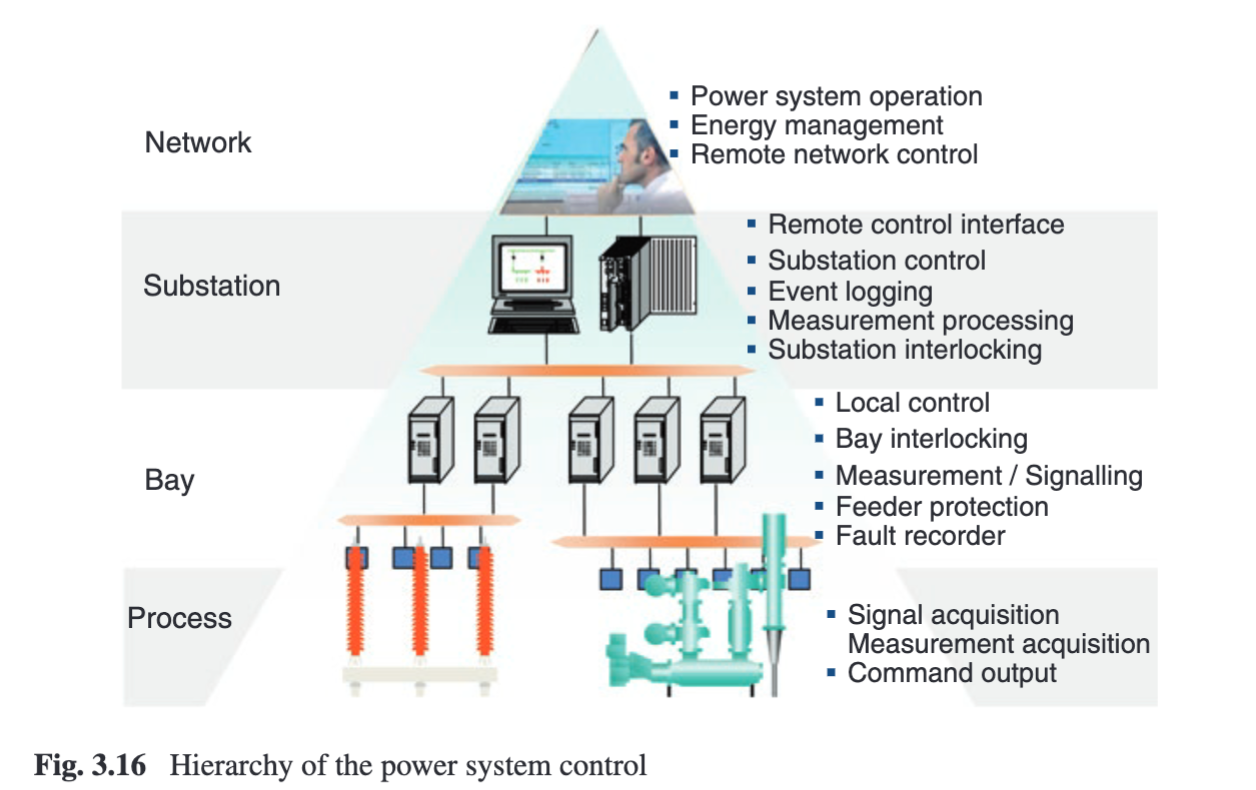 Network
▪ Power system operation
▪ Energy management
▪ Remote network control
Substation
▪ Remote control interface
▪ Substation control
▪ Event logging
▪ Measurement processing
▪ Substation interlocking
Bay
▪ Local control
▪ Bay interlocking
▪ Measurement / Signalling
▪ Feeder protection
▪ Fault recorder
Process
▪ Signal acquisition
Measurement acquisition
▪ Command output
Fig. 3.16 Hierarchy of the power system control